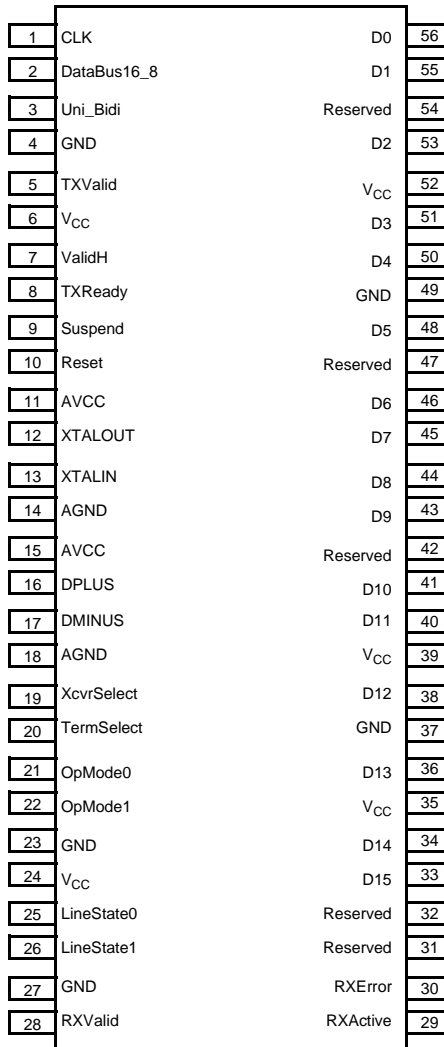 1 CLK D0 56
2 DataBus16_8 D1 55
3 Uni_Bidi Reserved 54
4 GND D2 53
5 TXValid VCC 52
6 VCC D3 51
7 ValidH D4 50
8 TXReady GND 49
9 Suspend D5 48
10 Reset Reserved 47
11 AVCC D6 46
12 XTALOUT D7 45
13 XTALIN D8 44
14 AGND D9 43
15 AVCC Reserved 42
16 DPLUS D10 41
17 DMINUS D11 40
18 AGND VCC 39
19 XcvrSelect D12 38
20 TermSelect GND 37
21 OpMode0 D13 36
22 OpMode1 VCC 35
23 GND D14 34
24 VCC D15 33
25 LineState0 Reserved 32
26 LineState1 Reserved 31
27 GND RXError 30
28 RXValid RXActive 29